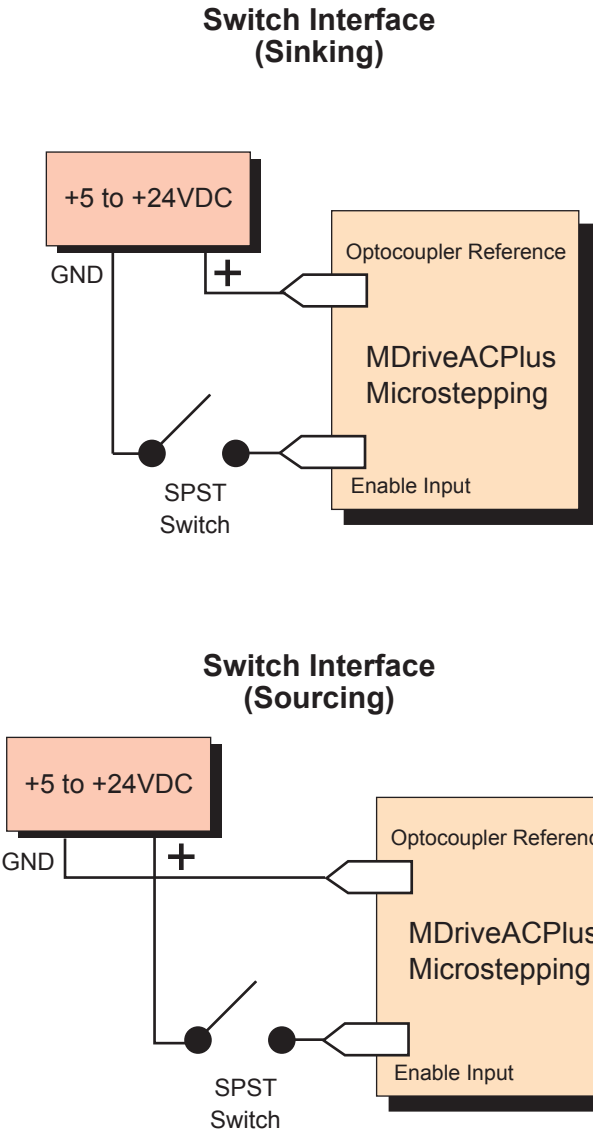 Switch Interface
(Sinking)
+5 to +24VDC
GND
+
Optocoupler Reference
MDriveACPlus
Microstepping
SPST
Switch
Enable Input
Switch Interface
(Sourcing)
+5 to +24VDC
GND
+
Optocoupler Referenc
MDriveACPlus
Microstepping
SPST
Switch
Enable Input